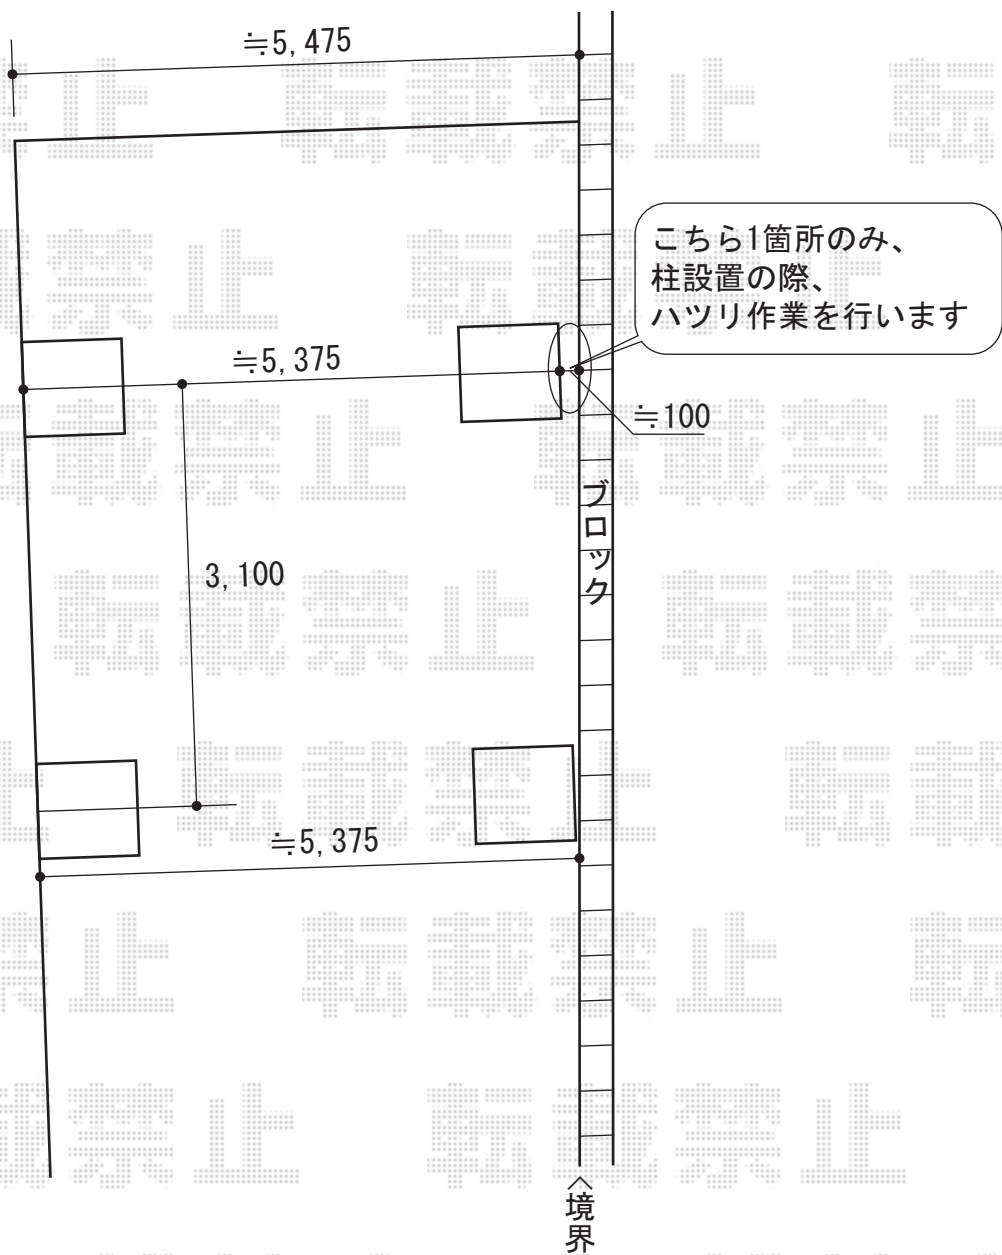 ≒5,475
こちら1箇所のみ、
柱設置の際、
ハツリ作業を行います
≒5,375
≒100
ブロック
3,100
≒5,375
境界
転載禁止